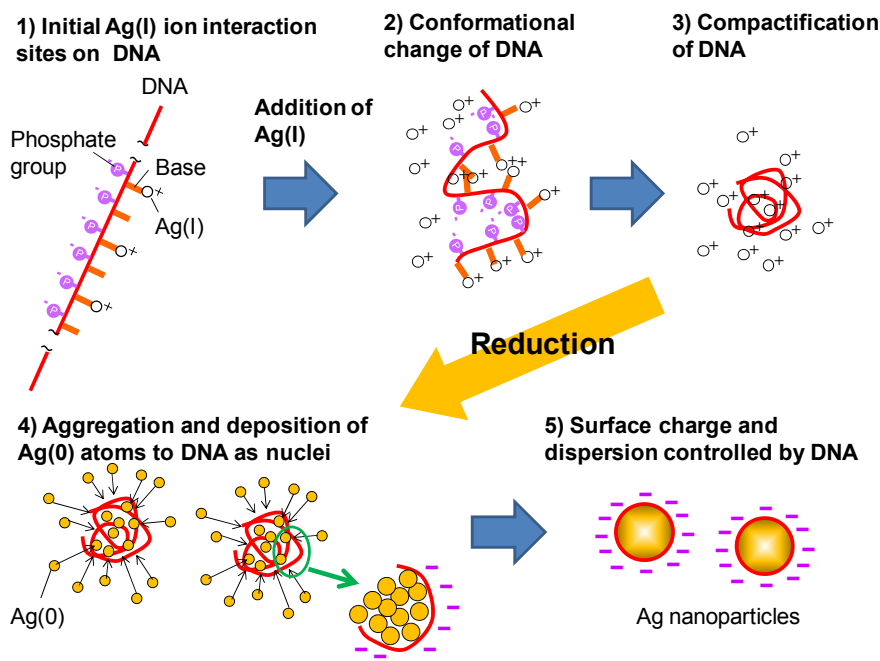 1) Initial Ag(I) ion interaction
sites on DNA
2) Conformational
change of DNA
3) Compactification
of DNA
DNA
Addition of
Ag(I)
Phosphate
group
Base
Ag(I)
P
P
P
P
P
P
P
P
P
P
P
P
P
P
Reduction
4) Aggregation and deposition of
Ag(0) atoms to DNA as nuclei
5) Surface charge and
dispersion controlled by DNA
Ag(0)
Ag nanoparticles